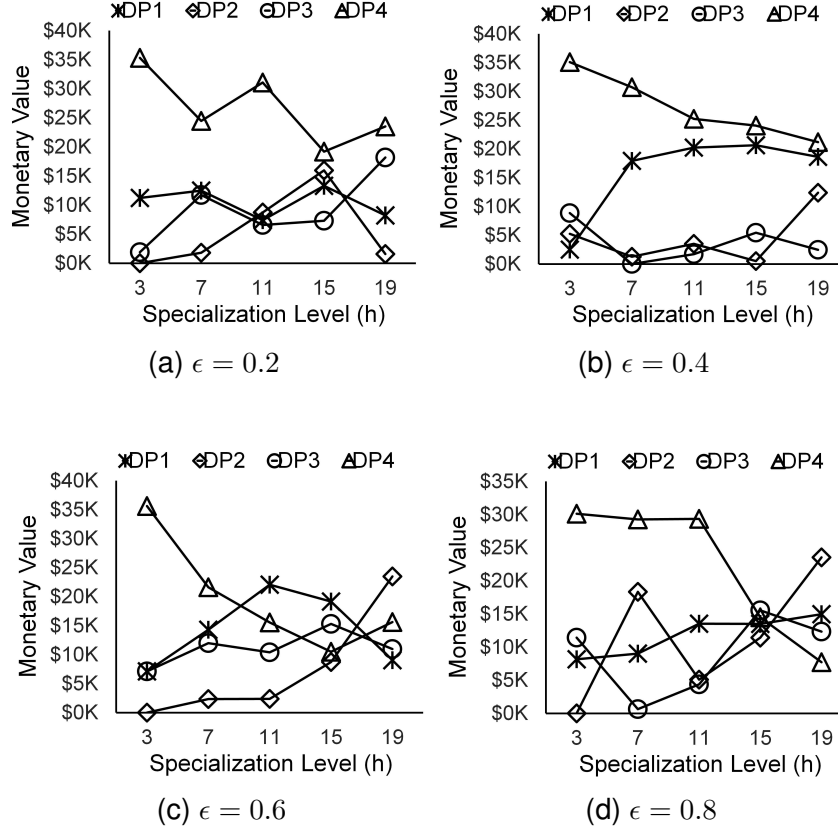 DP1 DP2 DP3 DP4
$40K
$35K
$30K
$25K
$20K
$15K
$10K
$5K
$0K
Monetary Value
3 7 11 15 19
Specialization Level (h)
(a) ϵ = 0.2
DP1 DP2 DP3 DP4
$40K
$35K
$30K
$25K
$20K
$15K
$10K
$5K
$0K
Monetary Value
3 7 11 15 19
Specialization Level (h)
(b) ϵ = 0.4
DP1 DP2 DP3 DP4
$40K
$35K
$30K
$25K
$20K
$15K
$10K
$5K
$0K
Monetary Value
3 7 11 15 19
Specialization Level (h)
(c) ϵ = 0.6
DP1 DP2 DP3 DP4
$35K
$30K
$25K
$20K
$15K
$10K
$5K
$0K
Monetary Value
3 7 11 15 19
Specialization Level (h)
(d) ϵ = 0.8